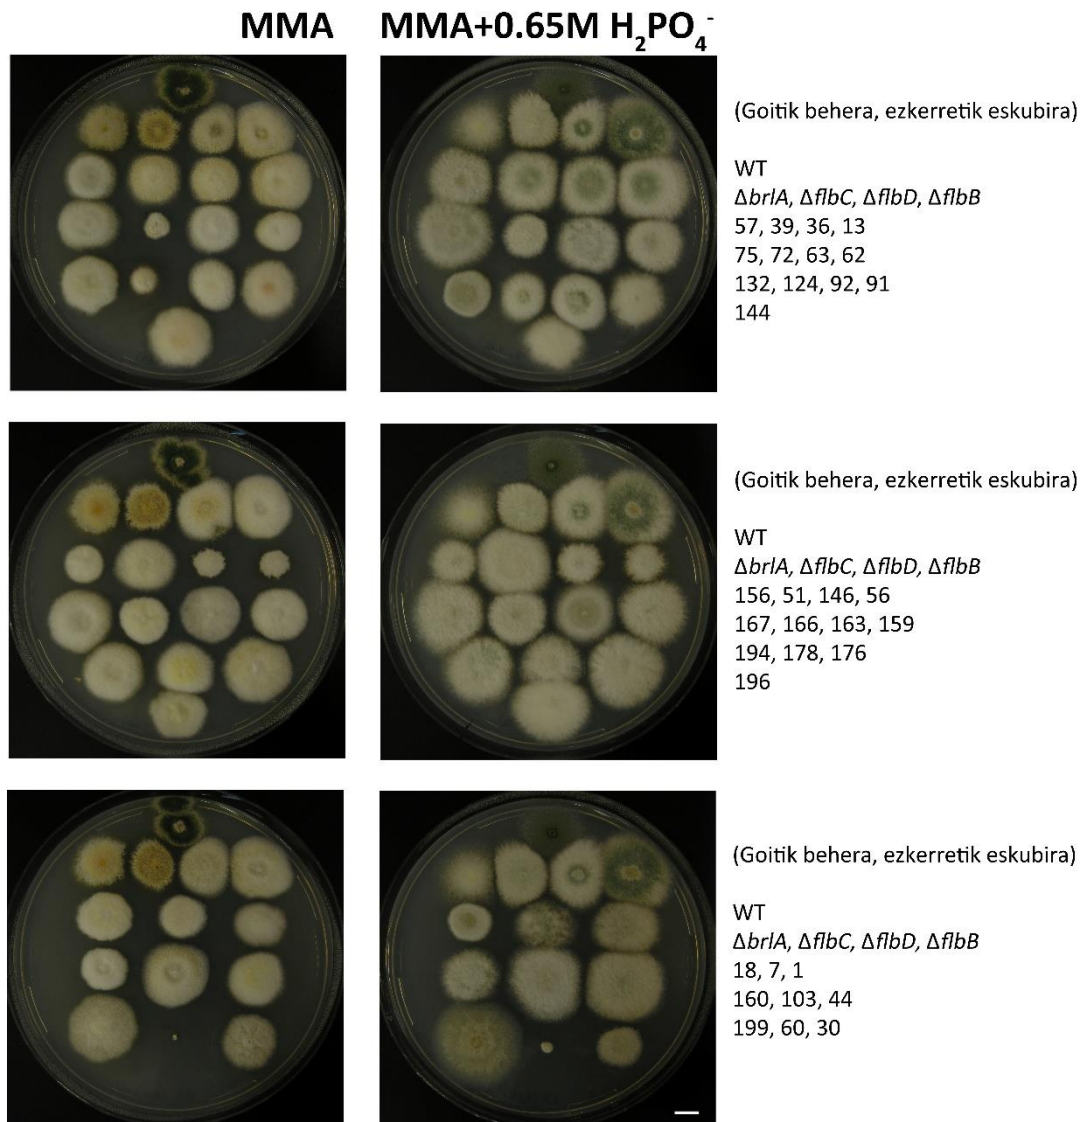 MMA MMA+0.65M H₂PO₄⁻
(Goitik behera, ezkerretik eskubira)
WT
ΔbrlA, ΔflbC, ΔflbD, ΔflbB
57, 39, 36, 13
75, 72, 63, 62
132, 124, 92, 91
144
(Goitik behera, ezkerretik eskubira)
WT
ΔbrlA, ΔflbC, ΔflbD, ΔflbB
156, 51, 146, 56
167, 166, 163, 159
194, 178, 176
196
(Goitik behera, ezkerretik eskubira)
WT
ΔbrlA, ΔflbC, ΔflbD, ΔflbB
18, 7, 1
160, 103, 44
199, 60, 30